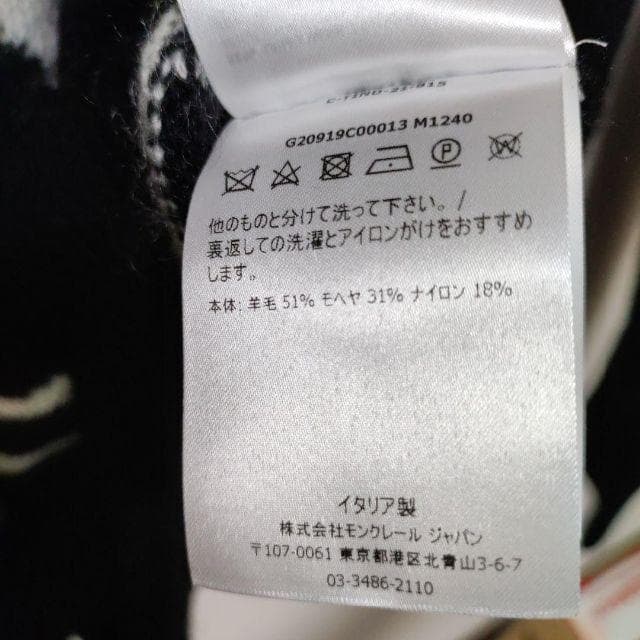 G20919C00013 M1240
他のものと分けて洗って下さい。/
裏返しての洗濯とアイロンがけをおすすめ
します。
本体: 羊毛 51% モヘヤ 31% ナイロン 18%
イタリア製
株式会社モンクレール ジャパン
〒107-0061 東京都港区北青山3-6-7
03-3486-2110